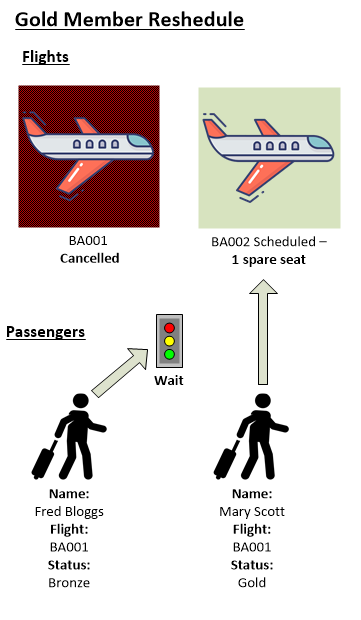 Gold Member Reshedule
Flights
BA001
Cancelled
BA002 Scheduled –
1 spare seat
Passengers
Wait
Name:
Fred Bloggs
Flight:
BA001
Status:
Bronze
Name:
Mary Scott
Flight:
BA001
Status:
Gold